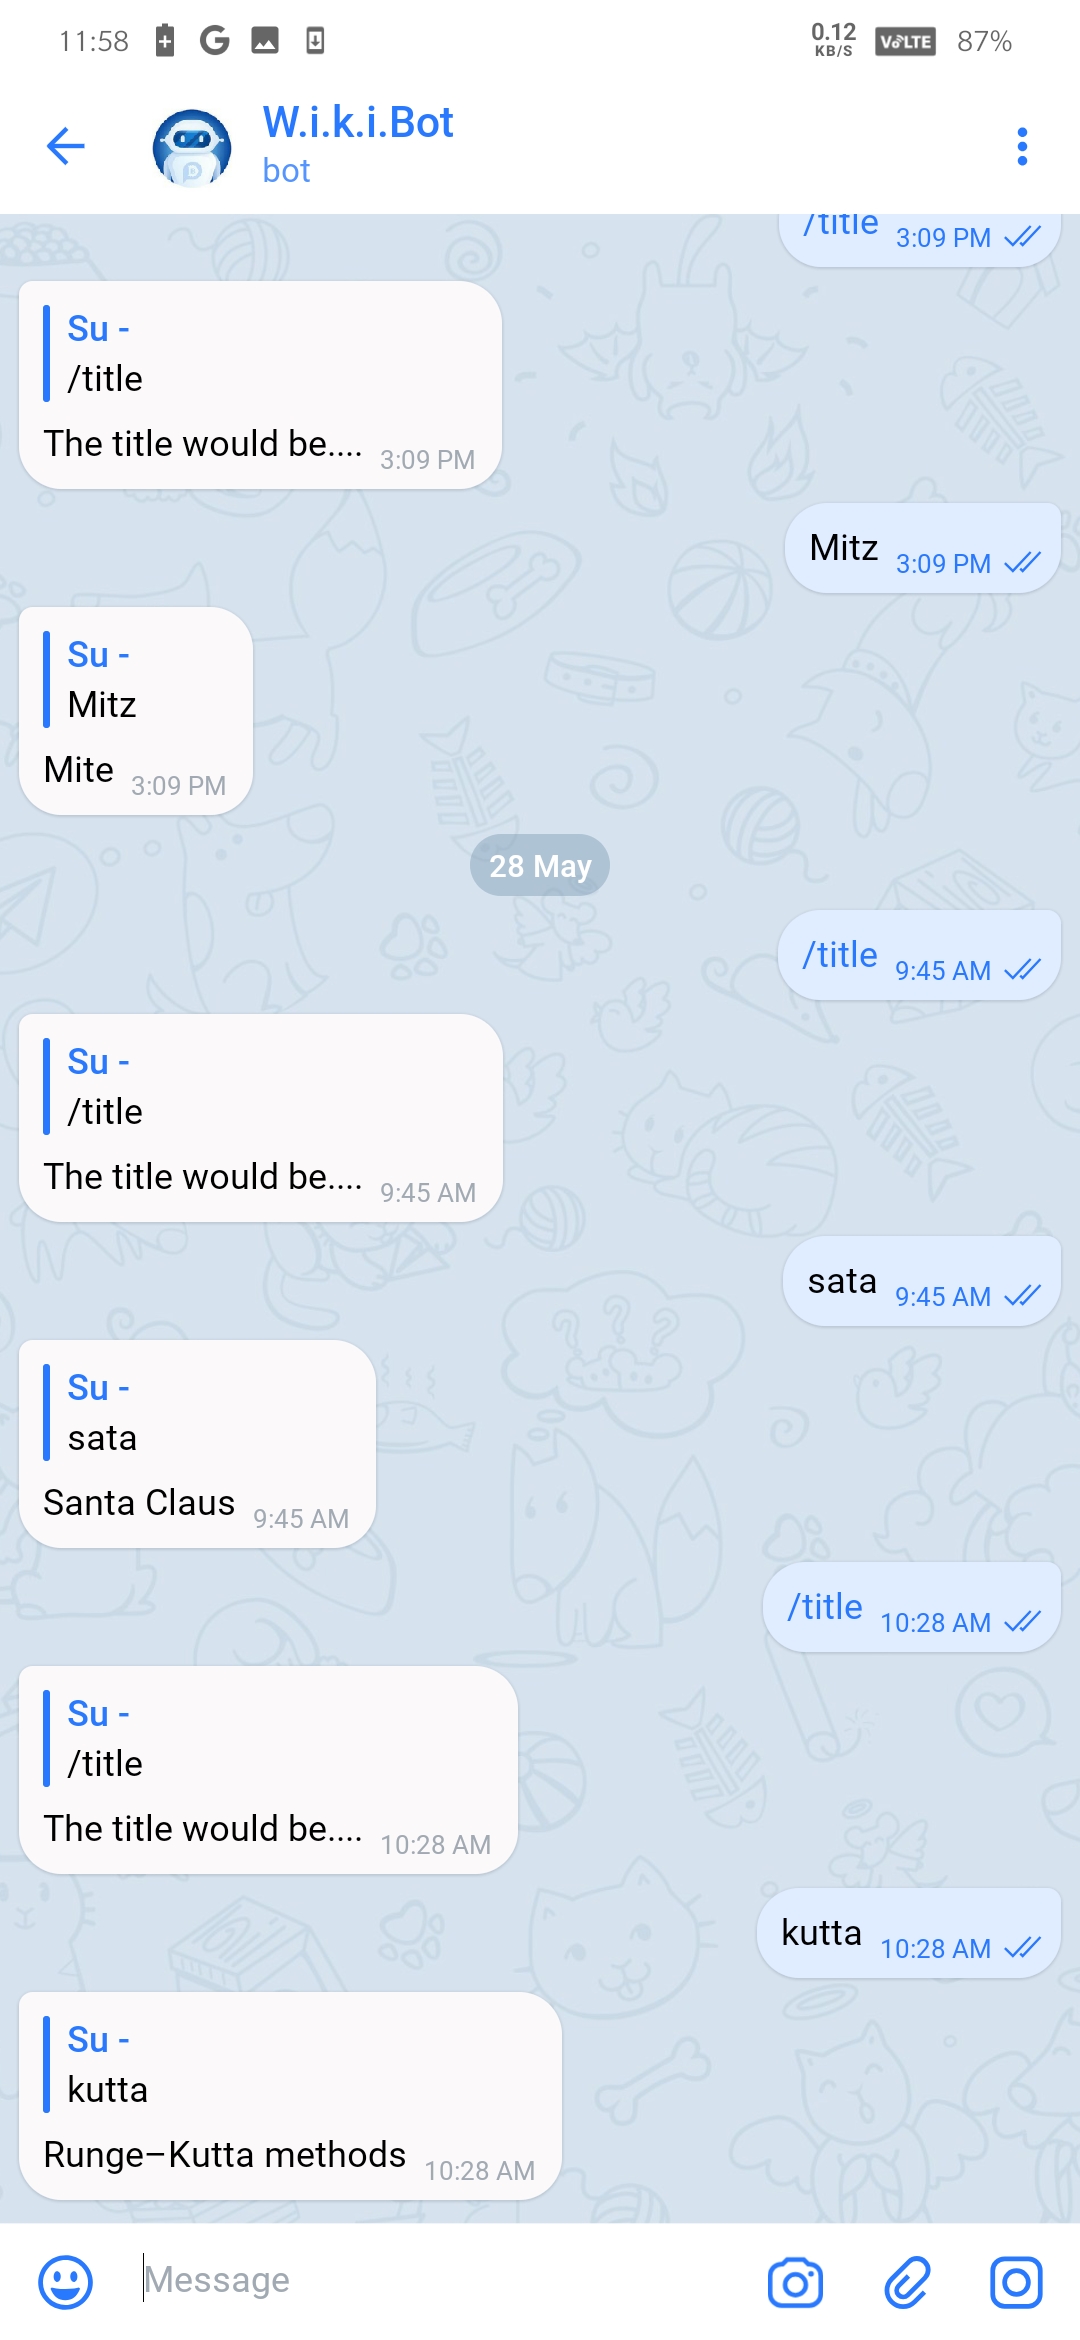 11:58
0.12
KB/S
VoLTE
87%
W.i.k.i.Bot
bot
/title 3:09 PM
Su -
/title
The title would be.... 3:09 PM
Mitz 3:09 PM
Su -
Mitz
Mite 3:09 PM
28 May
/title 9:45 AM
Su -
/title
The title would be.... 9:45 AM
sata 9:45 AM
Su -
sata
Santa Claus 9:45 AM
/title 10:28 AM
Su -
/title
The title would be.... 10:28 AM
kutta 10:28 AM
Su -
kutta
Runge–Kutta methods 10:28 AM
Message